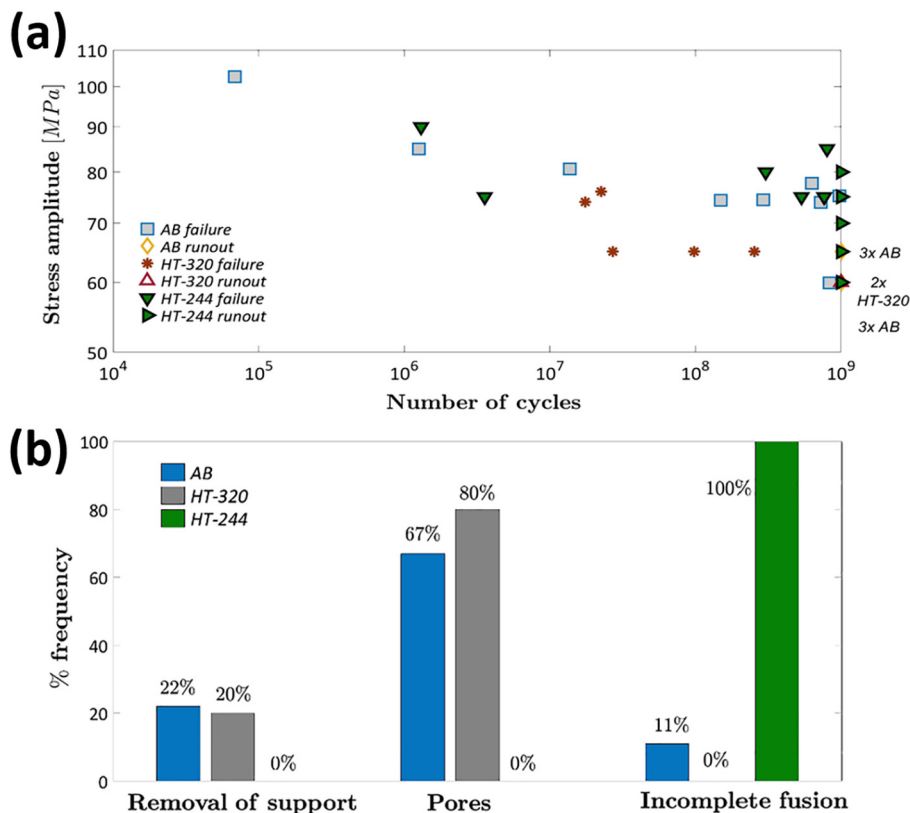 (a)
110
100
90
80
70
60
50
Stress amplitude [MPa]
AB failure
AB runout
HT-320 failure
HT-320 runout
HT-244 failure
HT-244 runout
3x AB
2x
HT-320
3x AB
10^4
10^5
10^6
10^7
10^8
10^9
Number of cycles
(b)
100
80
60
40
20
0
% frequency
AB
HT-320
HT-244
22%
20%
0%
67%
80%
0%
11%
0%
100%
Removal of support
Pores
Incomplete fusion